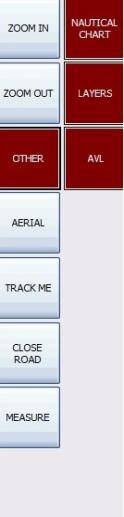 ZOOM IN
NAUTICAL
CHART
ZOOM OUT
LAYERS
OTHER
AVL
AERIAL
TRACK ME
CLOSE
ROAD
MEASURE